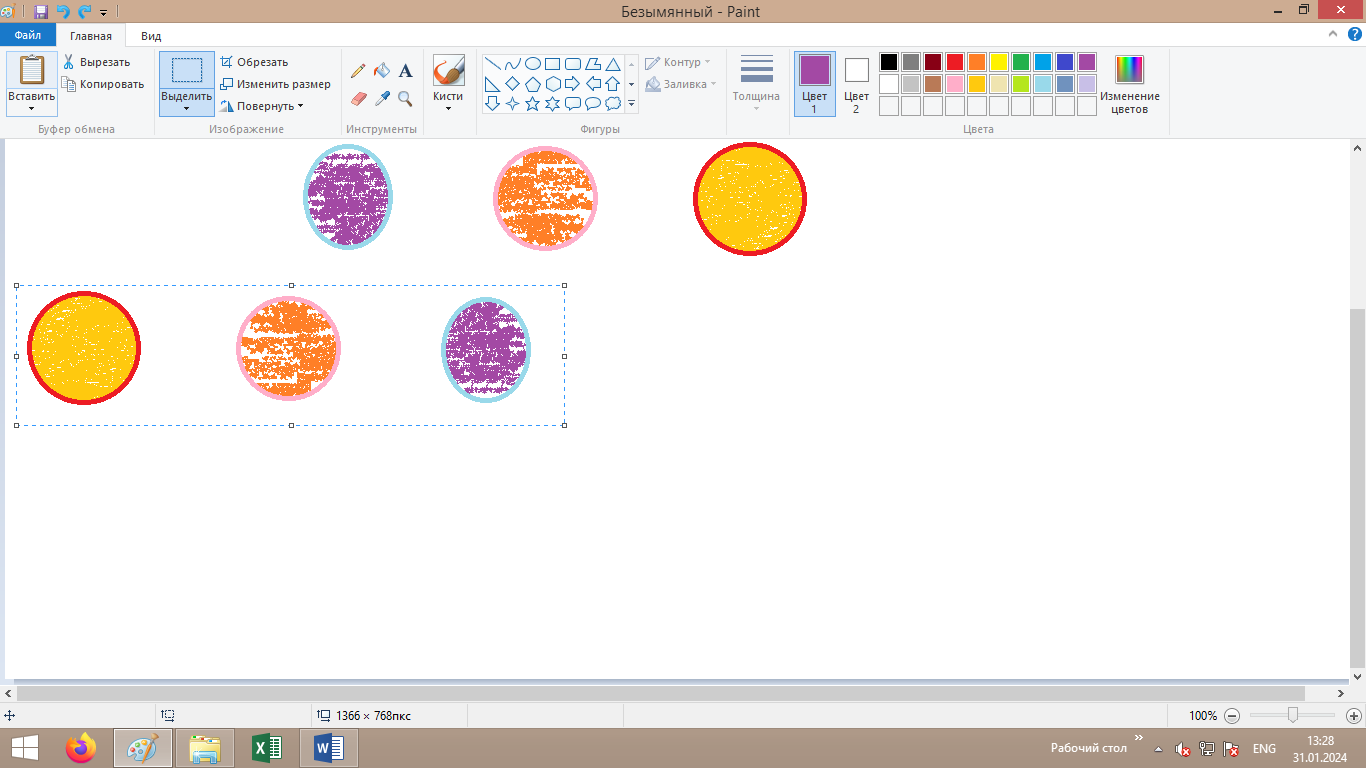 Безымянный - Paint
Файл Главная Вид
Вставить
Вырезать
Копировать
Буфер обмена
Выделить
Обрезать
Изменить размер
Повернуть
Изображение
A
Инструменты
Кисти
Контур
Заливка
Фигуры
Толщина
Цвет
1
Цвет
2
Изменение
цветов
Цвета
1366 × 768пкс
100%
Рабочий стол
ENG
13:28
31.01.2024